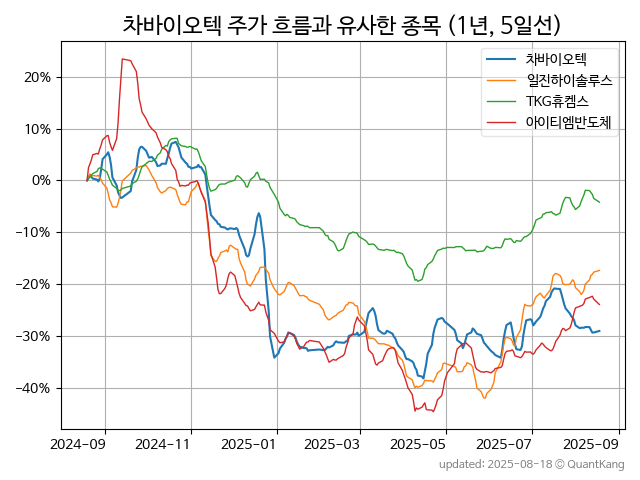 차바이오텍 주가 흐름과 유사한 종목 (1년, 5일선)
차바이오텍
일진하이솔루스
TKG휴켐스
아이티엠반도체
20%
10%
0%
−10%
−20%
−30%
−40%
2024-09 2024-11 2025-01 2025-03 2025-05 2025-07 2025-09
updated: 2025-08-18 © QuantKang